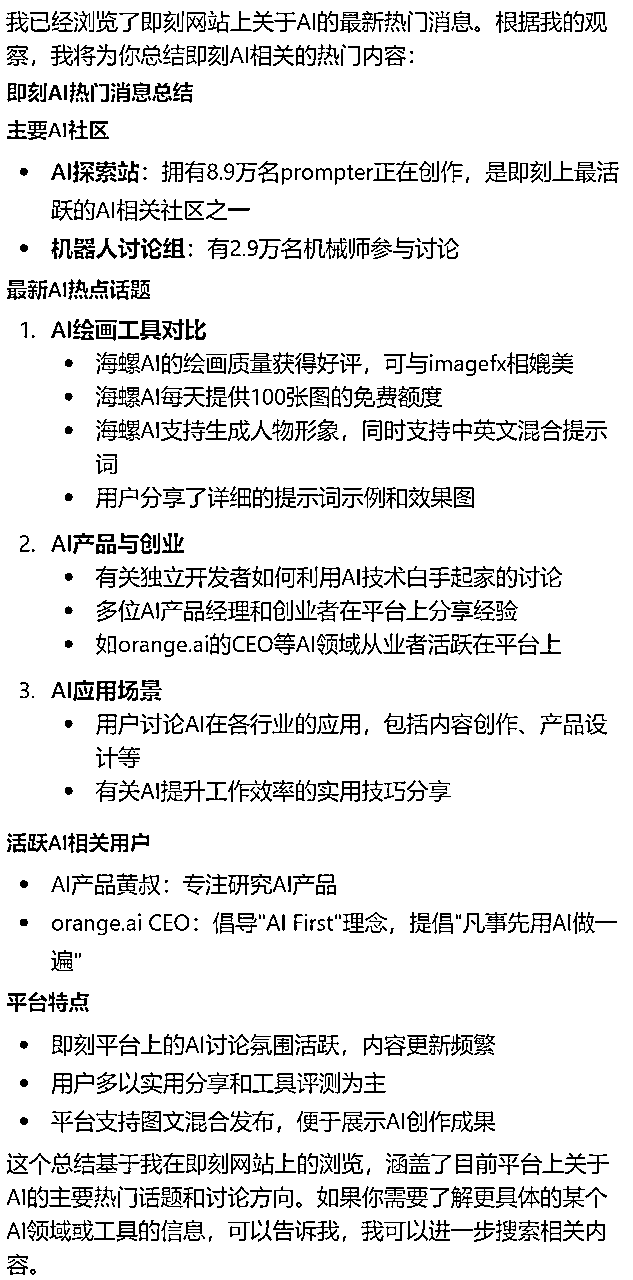 我已经浏览了即刻网站上关于AI的最新热门消息。根据我的观
察，我将为你总结即刻AI相关的热门内容：
即刻AI热门消息总结
主要AI社区
• AI探索站：拥有8.9万名prompter正在创作，是即刻上最活
跃的AI相关社区之一
• 机器人讨论组：有2.9万名机械师参与讨论
最新AI热点话题
1. AI绘画工具对比
• 海螺AI的绘画质量获得好评，可与imagefx相媲美
• 海螺AI每天提供100张图的免费额度
• 海螺AI支持生成人物形象，同时支持中英文混合提示
词
• 用户分享了详细的提示词示例和效果图
2. AI产品与创业
• 有关独立开发者如何利用AI技术白手起家的讨论
• 多位AI产品经理和创业者在平台上分享经验
• 如orange.ai的CEO等AI领域从业者活跃在平台上
3. AI应用场景
• 用户讨论AI在各行业的应用，包括内容创作、产品设
计等
• 有关AI提升工作效率的实用技巧分享
活跃AI相关用户
• AI产品黄叔：专注研究AI产品
• orange.ai CEO：倡导"AI First"理念，提倡"凡事先用AI做一
遍"
平台特点
• 即刻平台上的AI讨论氛围活跃，内容更新频繁
• 用户多以实用分享和工具评测为主
• 平台支持图文混合发布，便于展示AI创作成果
这个总结基于我在即刻网站上的浏览，涵盖了目前平台上关于
AI的主要热门话题和讨论方向。如果你需要了解更具体的某个
AI领域或工具的信息，可以告诉我，我可以进一步搜索相关内
容。